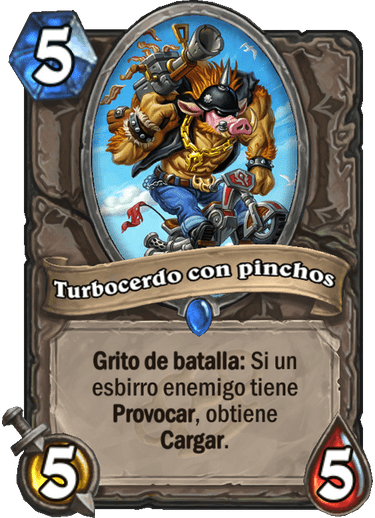 5
Turbocerdo con pinchos
Grito de batalla: Si un
esbirro enemigo tiene
Provocar, obtiene
Cargar.
5
5